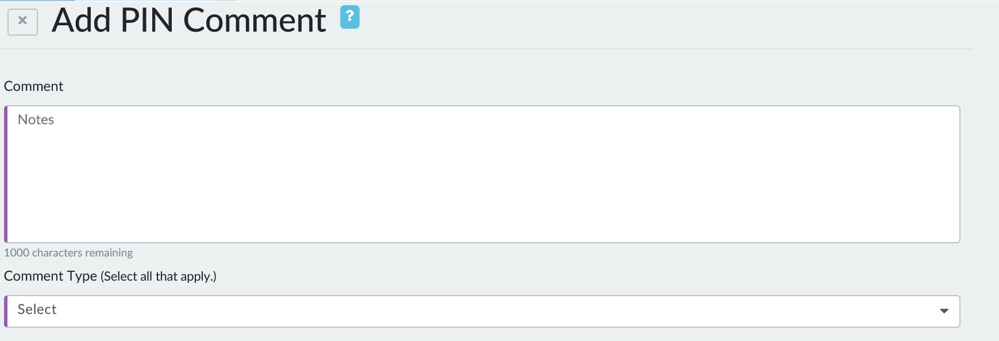 × Add PIN Comment ?
Comment
Notes
1000 characters remaining
Comment Type (Select all that apply.)
Select